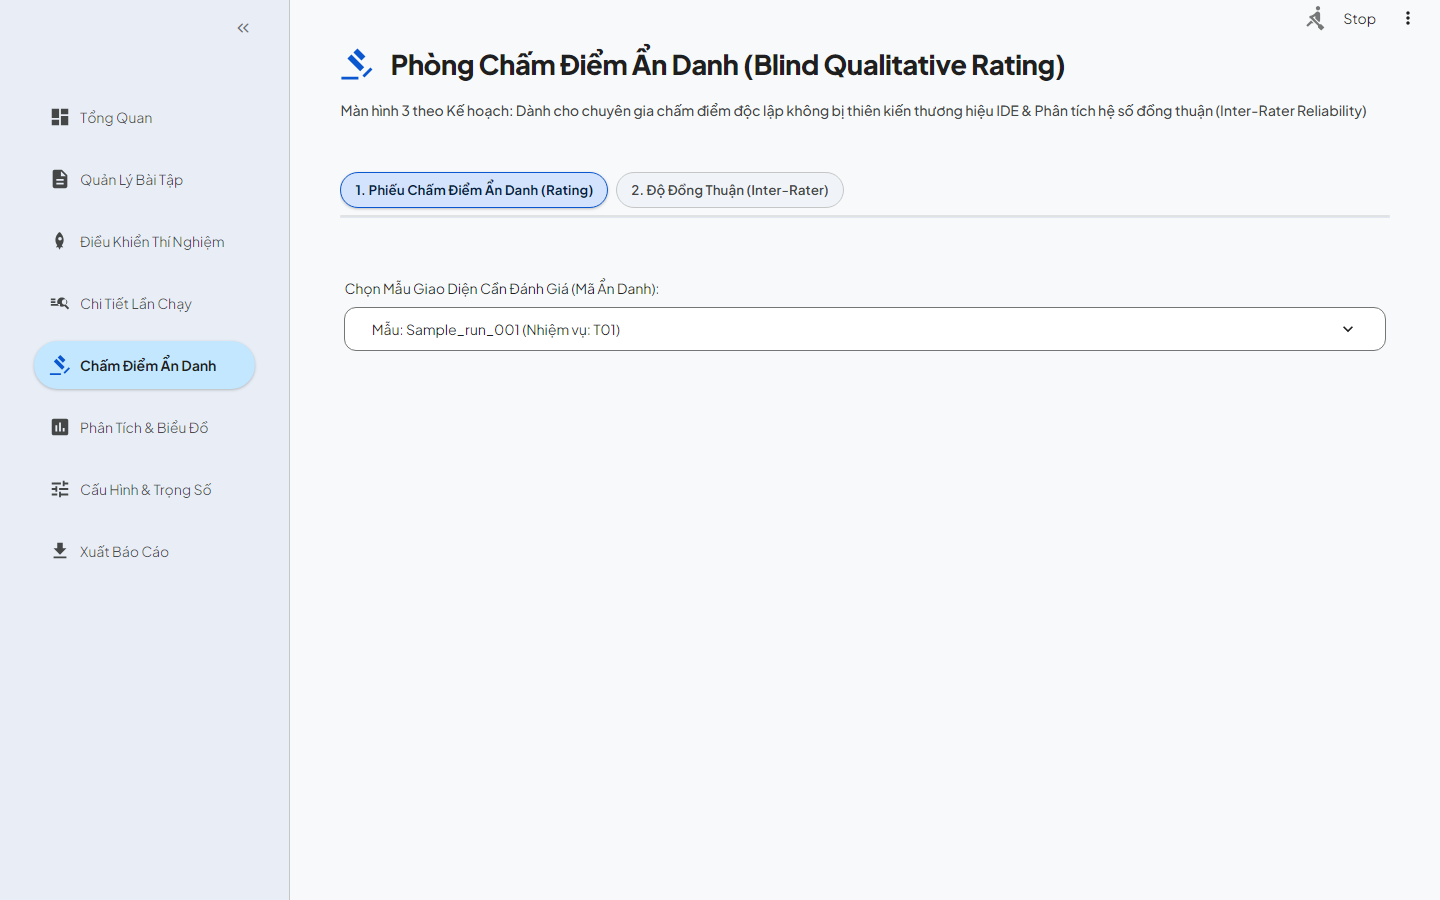 Stop
Phòng Chấm Điểm Ẩn Danh (Blind Qualitative Rating)
Màn hình 3 theo Kế hoạch: Dành cho chuyên gia chấm điểm độc lập không bị thiên kiến thương hiệu IDE & Phân tích hệ số đồng thuận (Inter-Rater Reliability)
Tổng Quan
Quản Lý Bài Tập
Điều Khiển Thí Nghiệm
Chi Tiết Lần Chạy
Chấm Điểm Ẩn Danh
Phân Tích & Biểu Đồ
Cấu Hình & Trọng Số
Xuất Báo Cáo
1. Phiếu Chấm Điểm Ẩn Danh (Rating)
2. Độ Đồng Thuận (Inter-Rater)
Chọn Mẫu Giao Diện Cần Đánh Giá (Mã Ẩn Danh):
Mẫu: Sample_run_001 (Nhiệm vụ: T01)